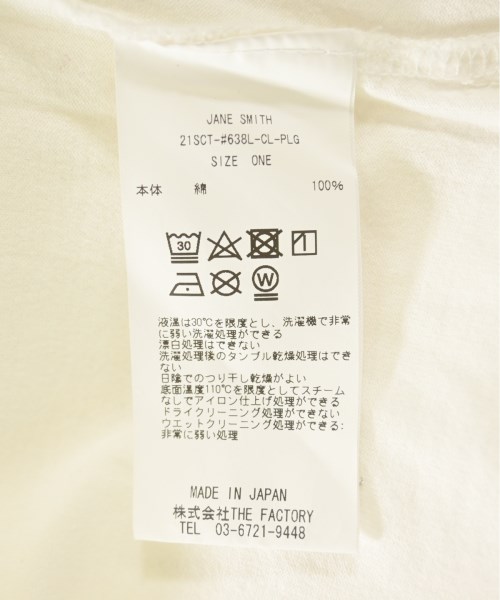 JANE SMITH
21SCT-#638L-CL-PLG
SIZE ONE
本体 綿 100%
30
W
液温は30℃を限度とし、洗濯機で非常
に弱い洗濯処理ができる
漂白処理はできない
洗濯処理後のタンブル乾燥処理はでき
ない
日陰でのつり干し乾燥がよい
底面温度110℃を限度としてスチーム
なしでアイロン仕上げ処理ができる
ドライクリーニング処理ができない
ウエットクリーニング処理ができる:
非常に弱い処理
MADE IN JAPAN
株式会社THE FACTORY
TEL 03-6721-9448